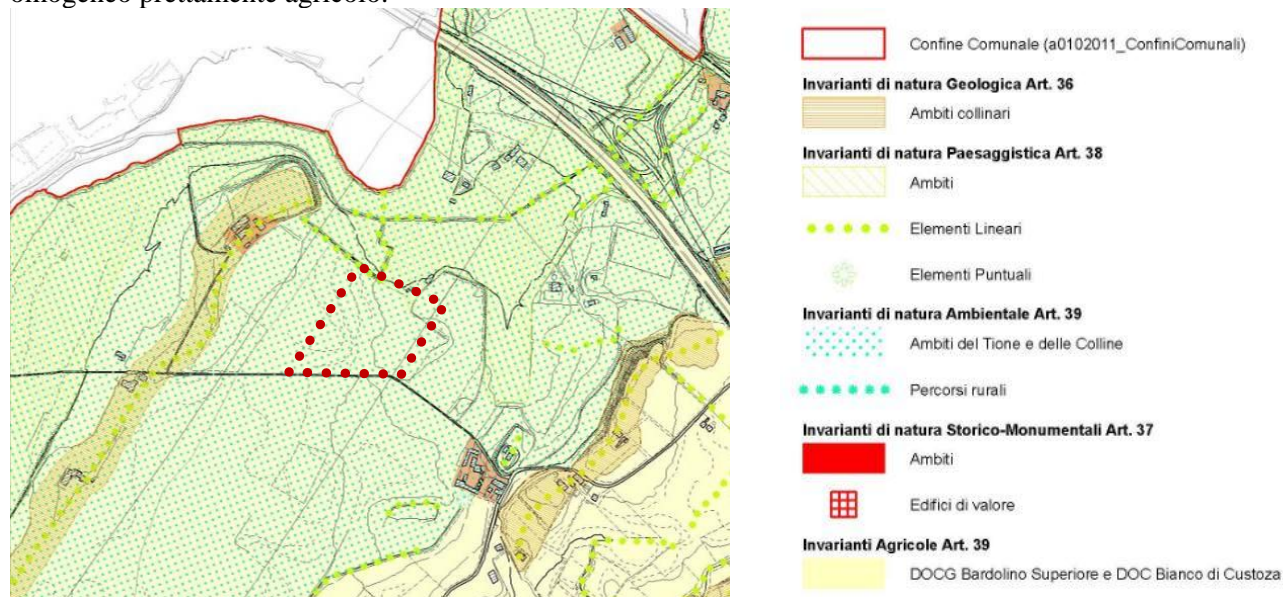 omogeneo prettamente agricolo.
Confine Comunale (a0102011_ConfiniComunali)
Invarianti di natura Geologica Art. 36
Ambiti collinari
Invarianti di natura Paesaggistica Art. 38
Ambiti
Elementi Lineari
Elementi Puntuali
Invarianti di natura Ambientale Art. 39
Ambiti del Tione e delle Colline
Percorsi rurali
Invarianti di natura Storico-Monumentali Art. 37
Ambiti
Edifici di valore
Invarianti Agricole Art. 39
DOCG Bardolino Superiore e DOC Bianco di Custoza